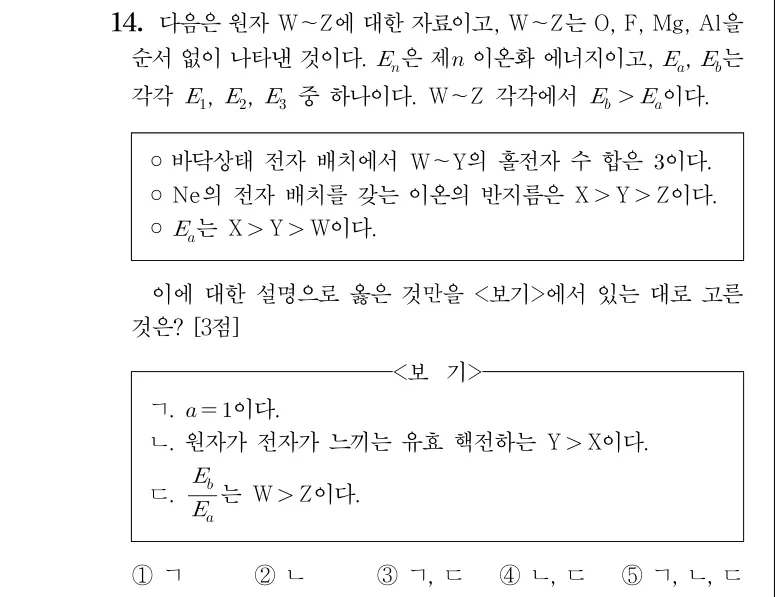 14. 다음은 원자 W~Z에 대한 자료이고, W~Z는 O, F, Mg, Al을
순서 없이 나타낸 것이다. Eₙ은 제n 이온화 에너지이고, Eₐ, E_b는
각각 E₁, E₂, E₃ 중 하나이다. W~Z 각각에서 E_b > Eₐ이다.
○ 바닥상태 전자 배치에서 W~Y의 홀전자 수 합은 3이다.
○ Ne의 전자 배치를 갖는 이온의 반지름은 X > Y > Z이다.
○ Eₐ는 X > Y > W이다.
이에 대한 설명으로 옳은 것만을 <보기>에서 있는 대로 고른
것은? [3점]
<보 기>
ㄱ. a = 1이다.
ㄴ. 원자가 전자가 느끼는 유효 핵전하는 Y > X이다.
ㄷ. E_b/Eₐ는 W > Z이다.
① ㄱ ② ㄴ ③ ㄱ, ㄷ ④ ㄴ, ㄷ ⑤ ㄱ, ㄴ, ㄷ